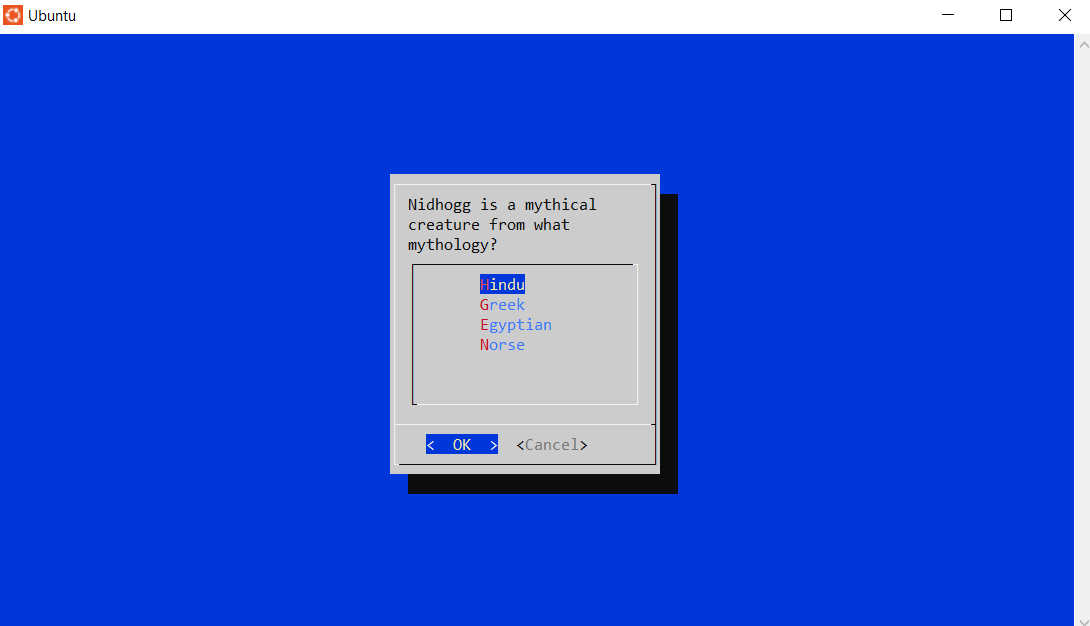 Ubuntu
Nidhogg is a mythical
creature from what
mythology?
Hindu
Greek
Egyptian
Norse
<  OK  >  <Cancel>